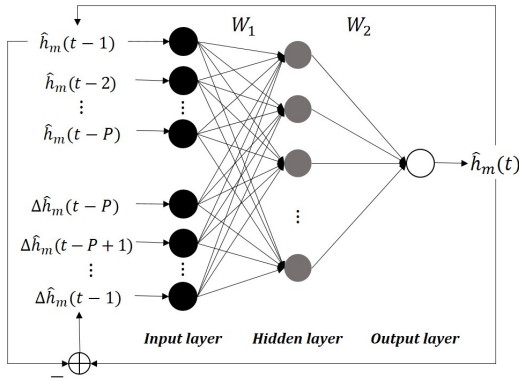 W₁ W₂
ĥₘ(t − 1)
ĥₘ(t − 2)
⋮ ⋮
ĥₘ(t − P)
ĥₘ(t)
Δĥₘ(t − P)
⋮
Δĥₘ(t − P + 1)
⋮ ⋮
Δĥₘ(t − 1)
Input layer Hidden layer Output layer
−